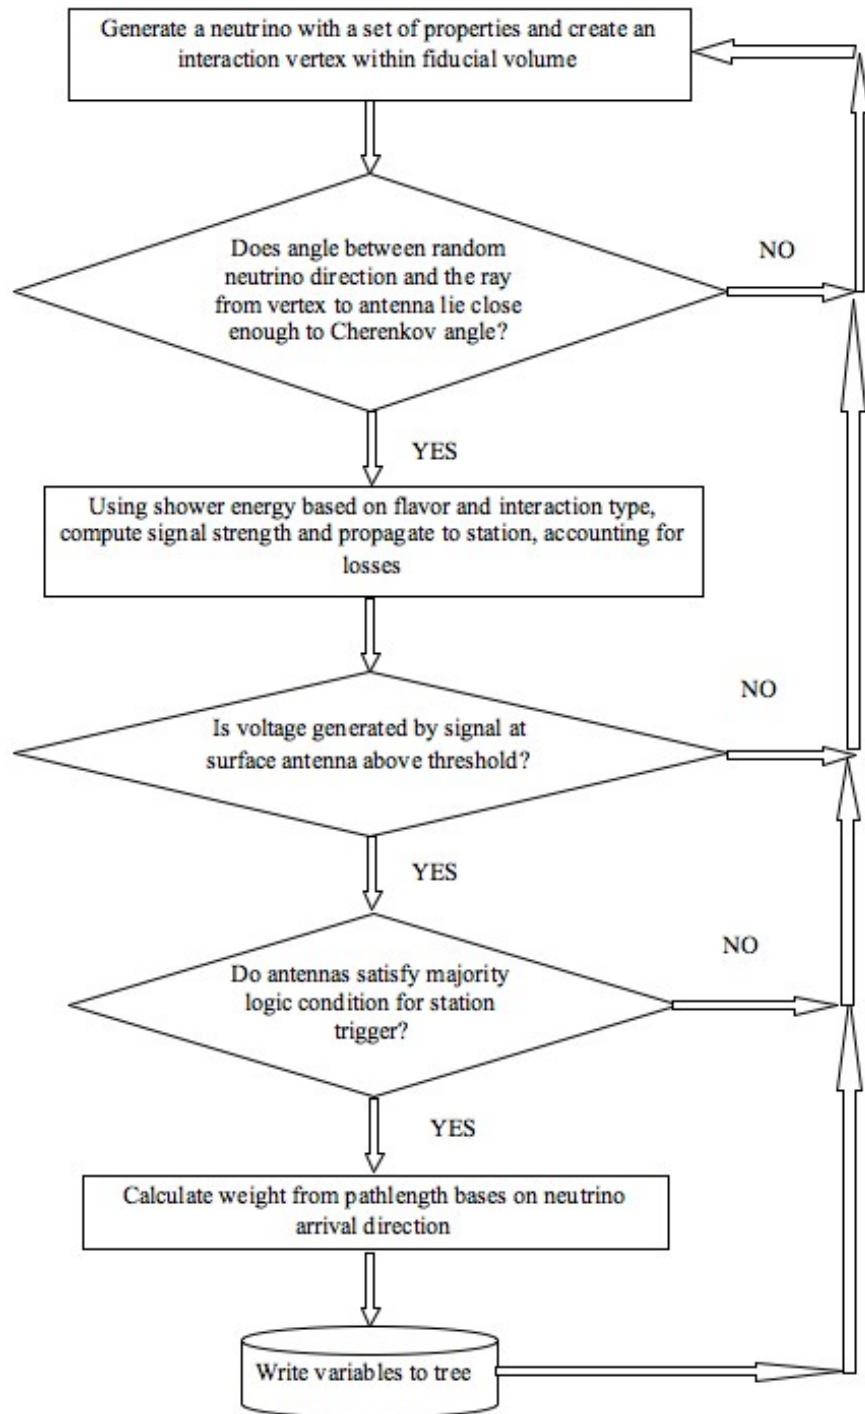 Generate a neutrino with a set of properties and create an
interaction vertex within fiducial volume
Does angle between random
neutrino direction and the ray
from vertex to antenna lie close
enough to Cherenkov angle?
NO
YES
Using shower energy based on flavor and interaction type,
compute signal strength and propagate to station, accounting for
losses
Is voltage generated by signal at
surface antenna above threshold?
NO
YES
Do antennas satisfy majority
logic condition for station
trigger?
NO
YES
Calculate weight from pathlength bases on neutrino
arrival direction
Write variables to tree